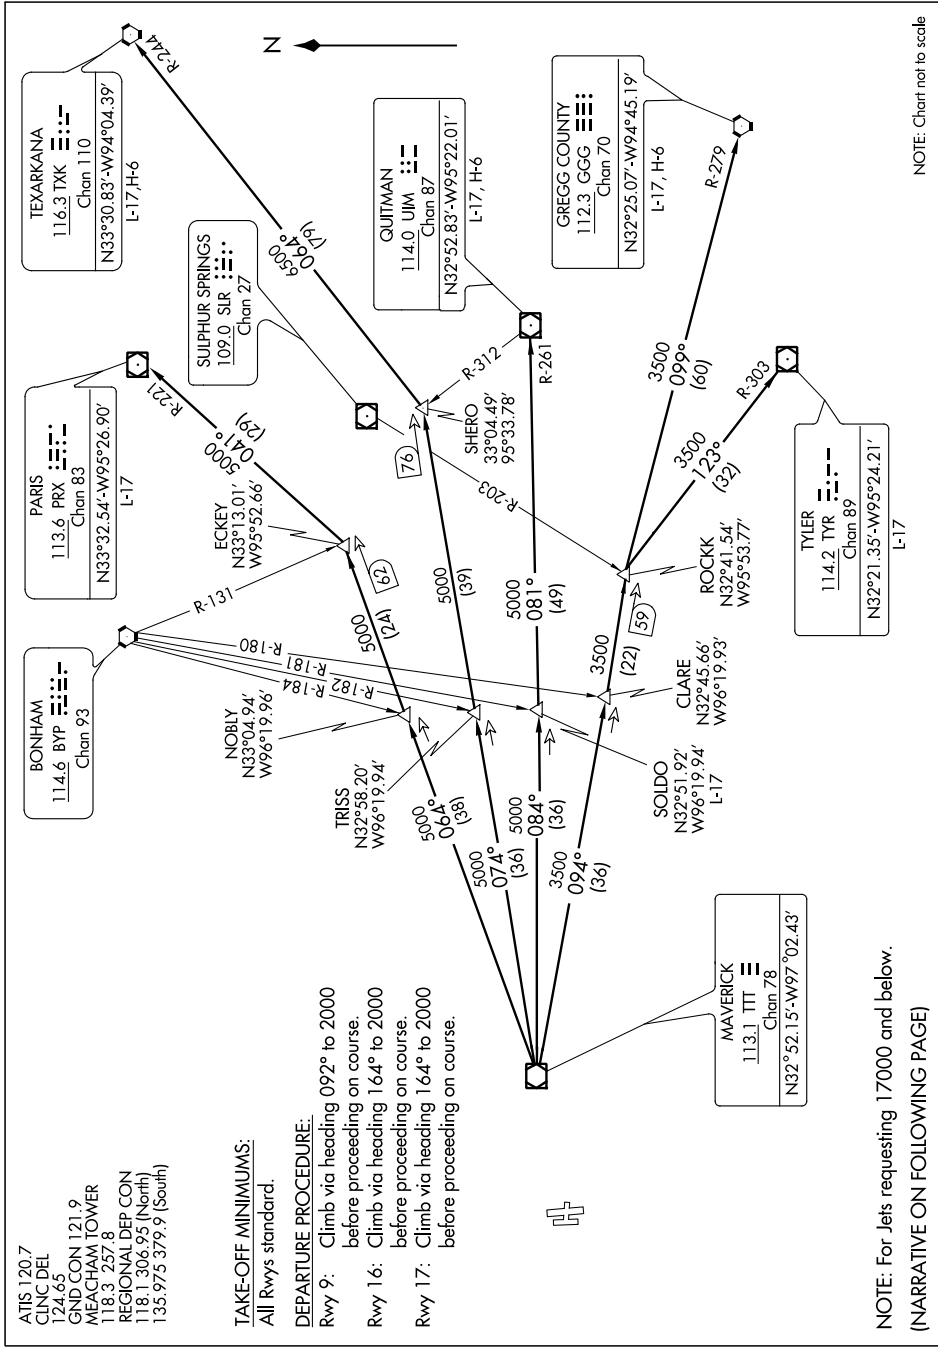 ATIS 120.7
CLNC DEL
124.65
GND CON 121.9
MEACHAM TOWER
118.3 257.8
REGIONAL DEP CON
118.1 306.95 (North)
135.975 379.9 (South)
TAKE-OFF MINIMUMS:
All Rwys standard.
DEPARTURE PROCEDURE:
Rwy 9: Climb via heading 092° to 2000
before proceeding on course.
Rwy 16: Climb via heading 164° to 2000
before proceeding on course.
Rwy 17: Climb via heading 164° to 2000
before proceeding on course.
BONHAM
114.6 BYP
Chan 93
PARIS
113.6 PRX
Chan 83
N33°32.54'-W95°26.90'
L-17
TEXARKANA
116.3 TXK
Chan 110
N33°30.83'-W94°04.39'
L-17,H-6
SULPHUR SPRINGS
109.0 SLR
Chan 27
QUITMAN
114.0 UIM
Chan 87
N32°52.83'-W95°22.01'
L-17, H-6
GREGG COUNTY
112.3 GGG
Chan 70
N32°25.07'-W94°45.19'
L-17, H-6
TYLER
114.2 TYR
Chan 89
N32°21.35'-W95°24.21'
L-17
MAVERICK
113.1 TTT
Chan 78
N32°52.15'-W97°02.43'
NOBLY
N33°04.94'
W96°19.96'
TRISS
N32°58.20'
W96°19.94'
SOLDO
N32°51.92'
W96°19.94'
L-17
CLARE
N32°45.66'
W96°19.93'
ECKEY
N33°13.01'
W95°52.66'
SHERO
33°04.49'
95°33.78'
ROCKK
N32°41.54'
W95°53.77'
R-131
R-180
R-181
R-182
R-184
R-221
R-244
R-312
R-261
R-203
R-279
R-303
5000
064°
(38)
5000
074°
(36)
5000
084°
(36)
3500
094°
(36)
5000
(24)
62
5000
041°
(29)
5000
(39)
76
6500
064°
(79)
5000
081°
(49)
3500
(22)
59
3500
099°
(60)
3500
123°
(32)
N
NOTE: Chart not to scale
NOTE: For Jets requesting 17000 and below.
(NARRATIVE ON FOLLOWING PAGE)